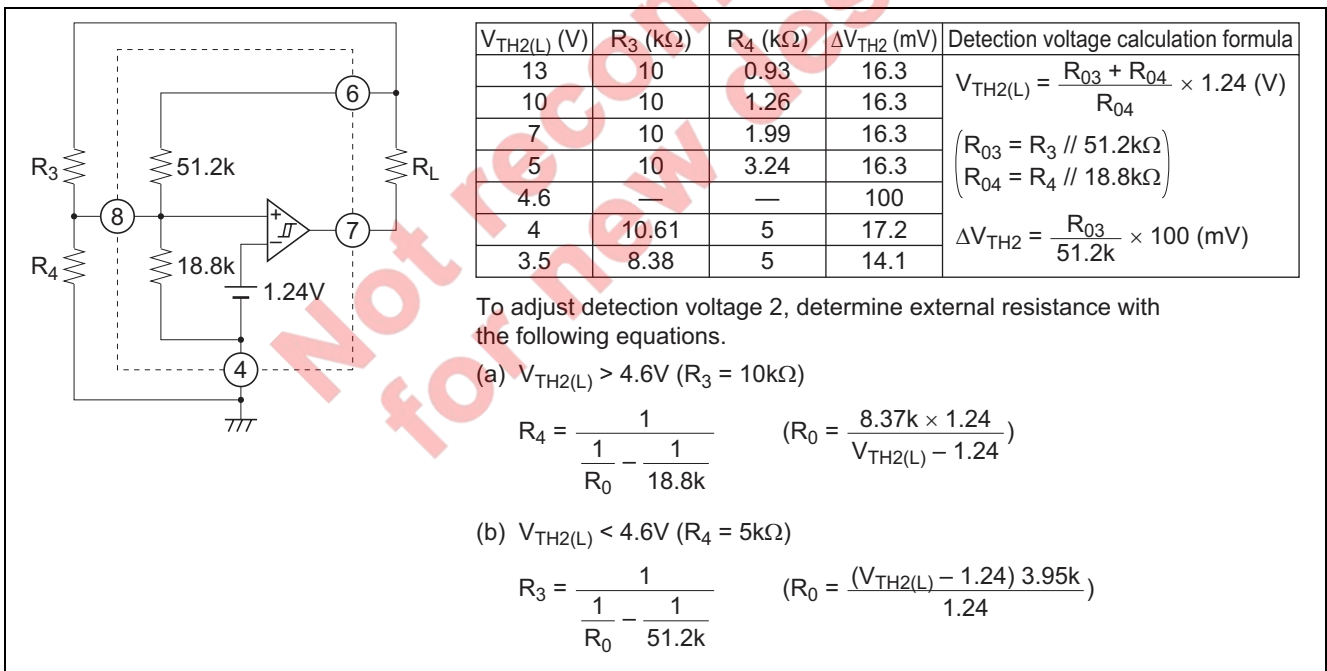 R3
R4
51.2k
18.8k
1.24V
RL
+
−
6
8
7
4
VTH2(L) (V) R3 (kΩ) R4 (kΩ) ΔVTH2 (mV) Detection voltage calculation formula
13 10 0.93 16.3
10 10 1.26 16.3
7 10 1.99 16.3
5 10 3.24 16.3
4.6 — — 100
4 10.61 5 17.2
3.5 8.38 5 14.1
VTH2(L) = (R03 + R04) / R04 × 1.24 (V)
(R03 = R3 // 51.2kΩ)
(R04 = R4 // 18.8kΩ)
ΔVTH2 = R03 / 51.2k × 100 (mV)
To adjust detection voltage 2, determine external resistance with
the following equations.
(a) VTH2(L) > 4.6V (R3 = 10kΩ)
R4 = 1 / (1/R0 − 1/18.8k) (R0 = 8.37k × 1.24 / (VTH2(L) – 1.24))
(b) VTH2(L) < 4.6V (R4 = 5kΩ)
R3 = 1 / (1/R0 − 1/51.2k) (R0 = (VTH2(L) – 1.24) 3.95k / 1.24)
Not recom
for new des